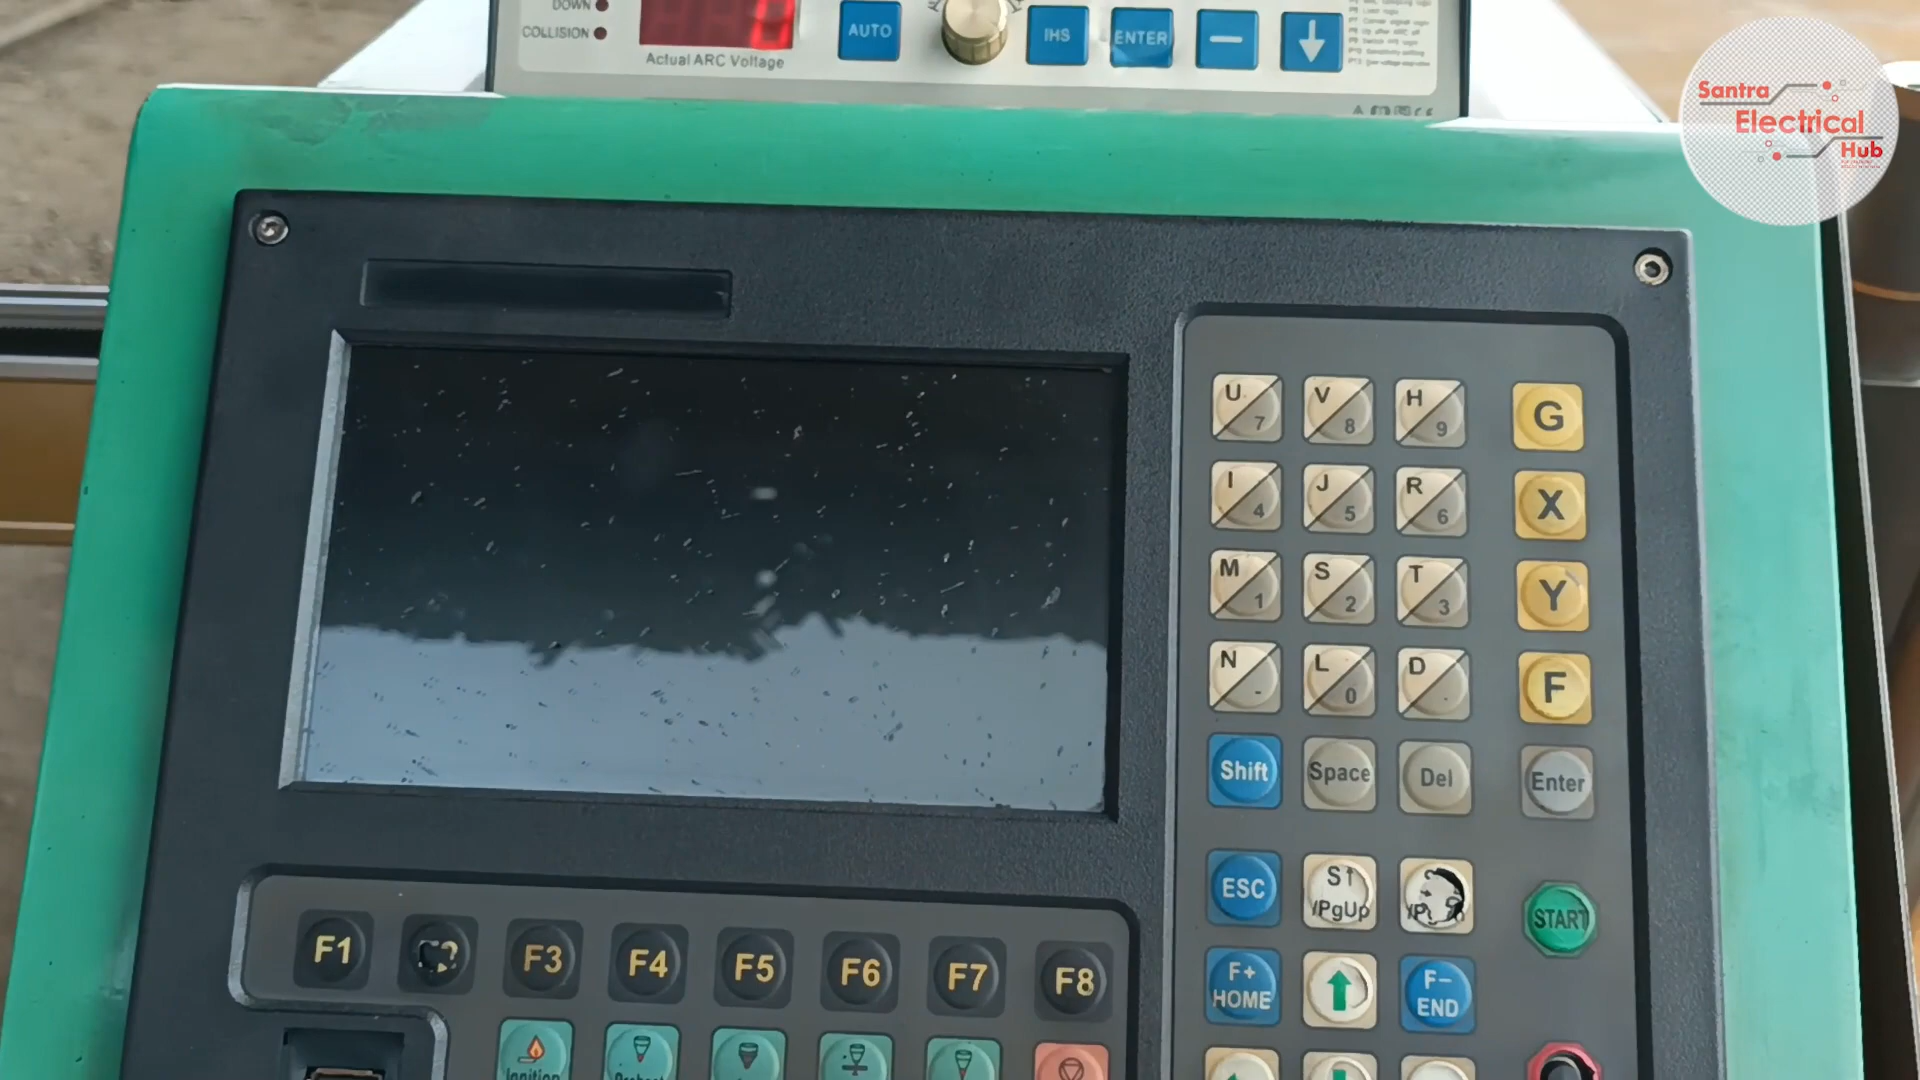 DOWN
COLLISION
Actual ARC Voltage
AUTO
IHS
ENTER
Santra
Electrical
Hub
U 7
V 8
H 9
G
I 4
J 5
R 6
X
M 1
S 2
T 3
Y
N -
L 0
D .
F
Shift
Space
Del
Enter
ESC
S↑
/PgUp
START
F1
F3
F4
F5
F6
F7
F8
F+
HOME
F-
END
Ignition